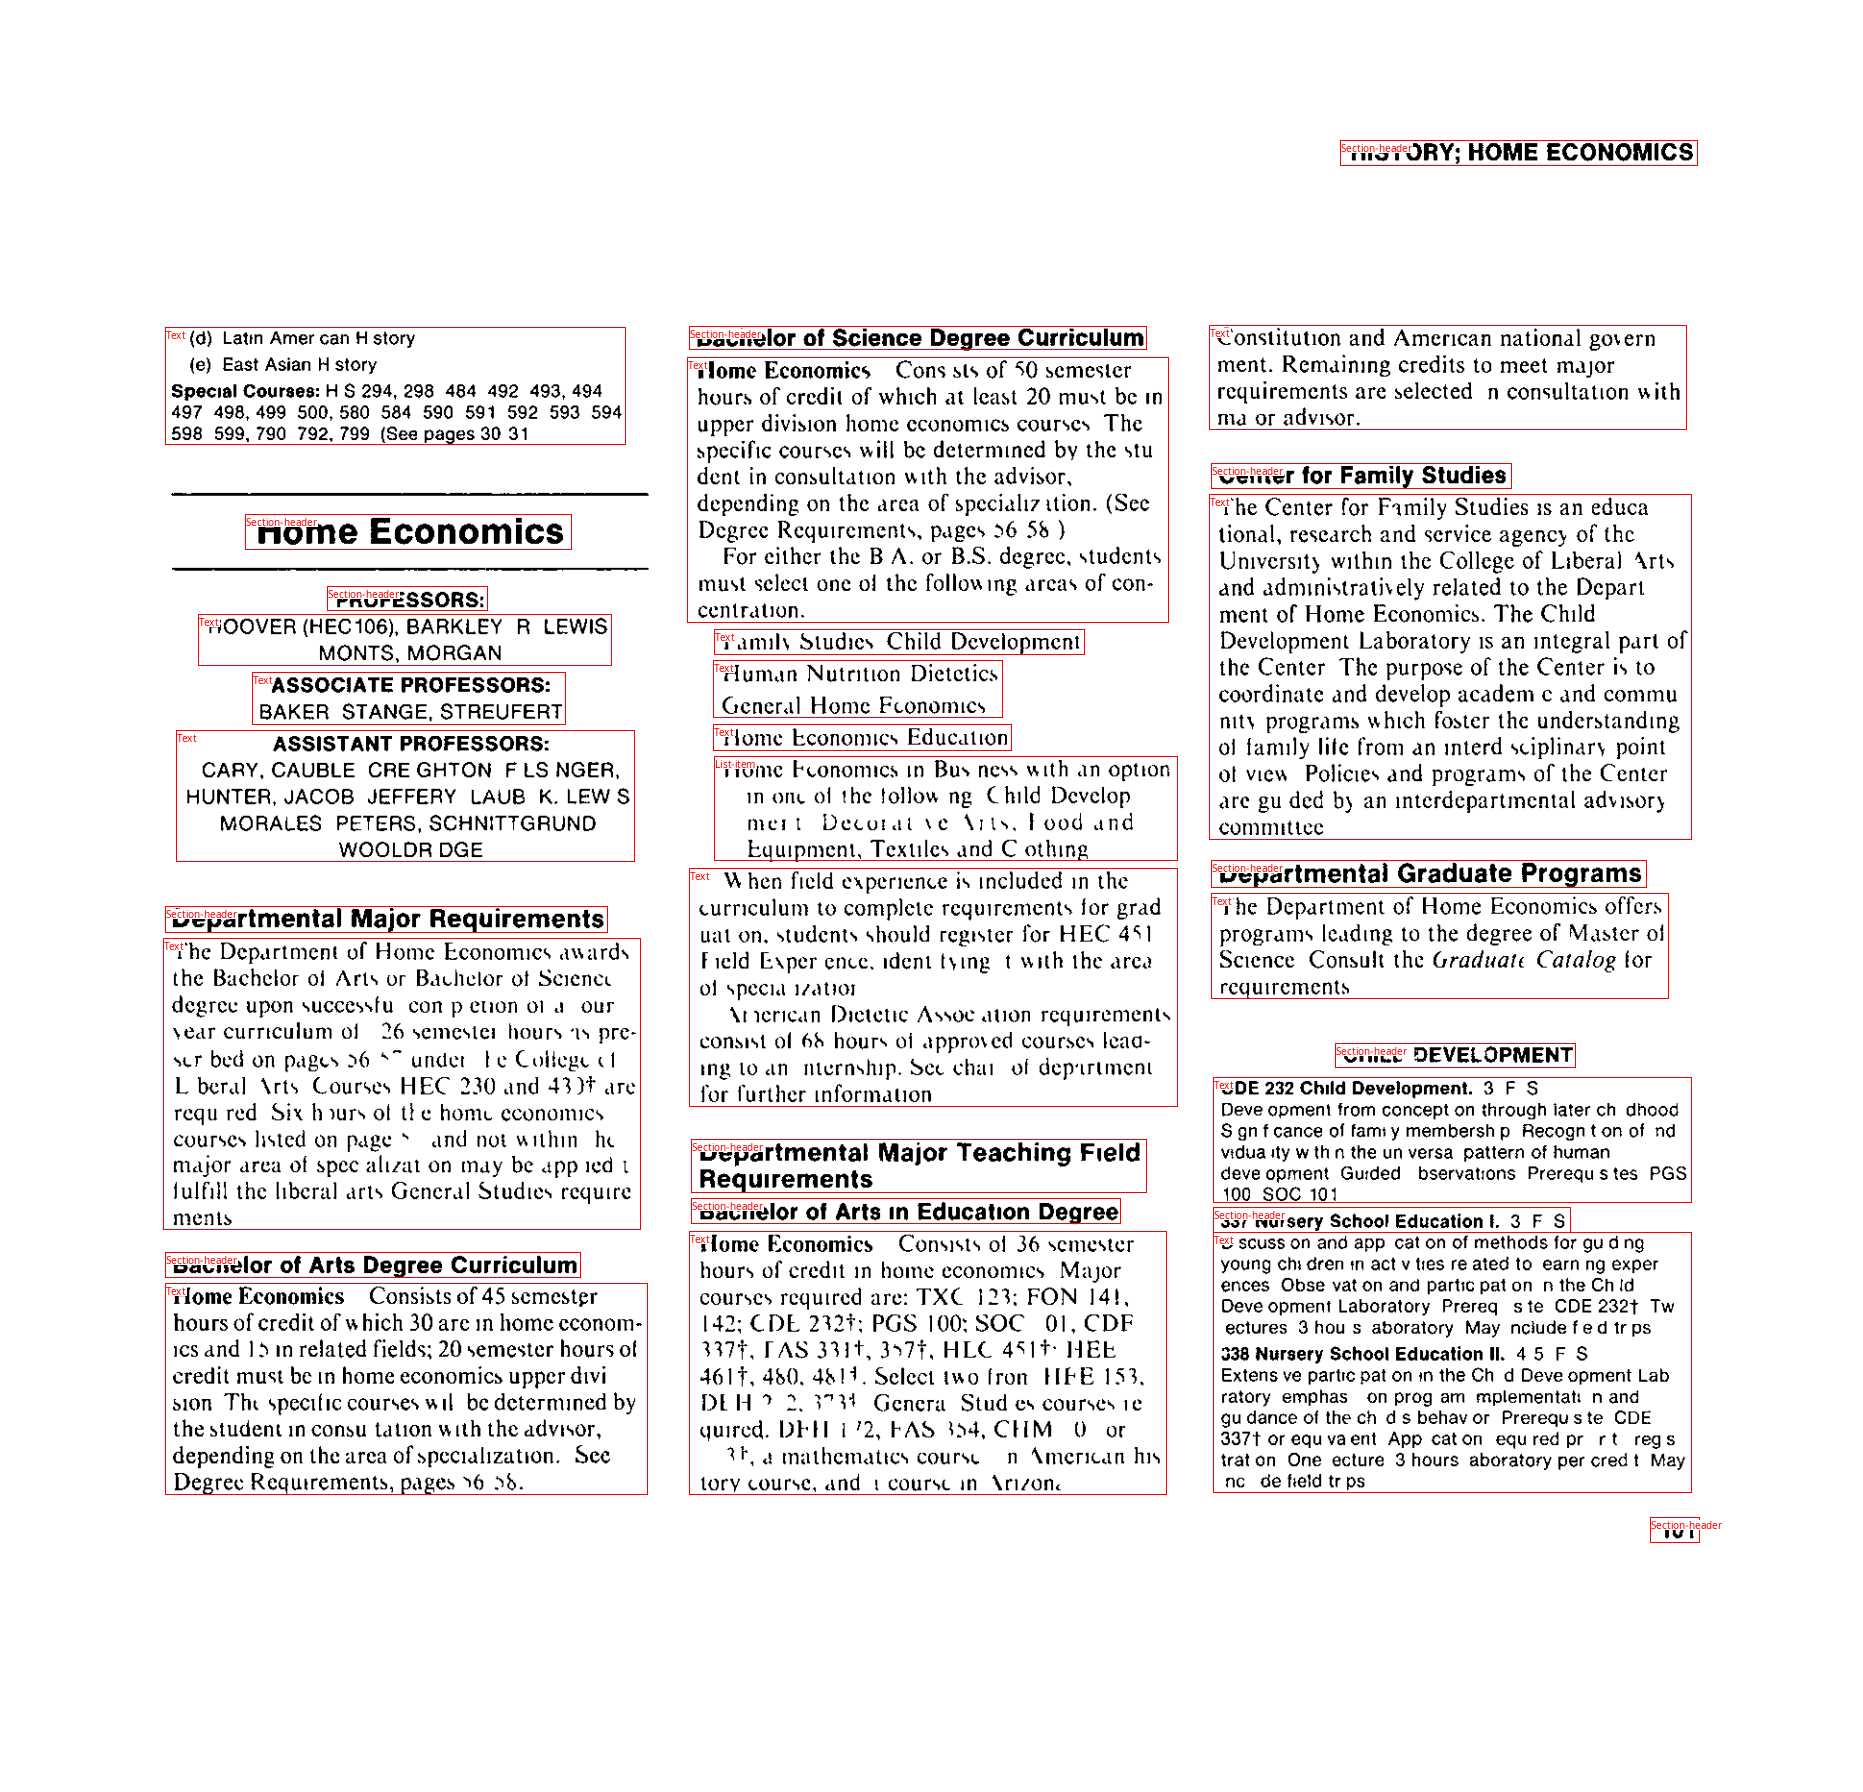 HISTORY; HOME ECONOMICS
(d) Latin Amer can H story
(e) East Asian H story
Special Courses: H S 294, 298 484 492 493, 494
497 498, 499 500, 580 584 590 591 592 593 594
598 599, 790 792, 799 (See pages 30 31
Home Economics
PROFESSORS:
HOOVER (HEC106), BARKLEY R LEWIS
MONTS, MORGAN
ASSOCIATE PROFESSORS:
BAKER STANGE, STREUFERT
ASSISTANT PROFESSORS:
CARY, CAUBLE CRE GHTON F LS NGER,
HUNTER, JACOB JEFFERY LAUB K. LEW S
MORALES PETERS, SCHNITTGRUND
WOOLDR DGE
Departmental Major Requirements
The Department of Home Economics awards
the Bachelor of Arts or Bachelor of Science
degree upon successfu com p etion of a our
year curriculum of 26 semester hours as pre-
scr bed on pages 56 under he College of
L beral Arts Courses HEC 230 and 480† are
requ red Six hours of the home economics
courses listed on page and not within he
major area of spec alizat on may be app ied t
fulfill the liberal arts General Studies require
ments
Bachelor of Arts Degree Curriculum
Home Economics Consists of 45 semester
hours of credit of which 30 are in home econom-
ics and 15 in related fields; 20 semester hours of
credit must be in home economics upper divi
sion The specific courses w il be determined by
the student in consu tation with the advisor,
depending on the area of specialization. See
Degree Requirements, pages 56 58.
Bachelor of Science Degree Curriculum
Home Economics Cons sts of 50 semester
hours of credit of which at least 20 must be in
upper division home economics courses The
specific courses will be determined by the stu
dent in consultation with the advisor,
depending on the area of specializ ition. (See
Degree Requirements, pages 56 58 )
For either the B A. or B.S. degree, students
must select one of the following areas of con-
centration.
Family Studies Child Development
Human Nutrition Dietetics
General Home Economics
Home Economics Education
Home Economics in Bus ness with an option
in one of the follow ng Child Develop
ment Decorat ve Arts, Food and
Equipment, Textiles and C othing
When field experience is included in the
curriculum to complete requirements for grad
uat on, students should register for HEC 451
Field Exper ence, ident fying t with the area
of specia ization
American Dietetic Assoc ation requirements
consist of 68 hours of approved courses lead-
ing to an nternship. See chai of department
for further information
Departmental Major Teaching Field
Requirements
Bachelor of Arts in Education Degree
Home Economics Consists of 36 semester
hours of credit in home economics Major
courses required are: TXC 123; FON 141,
142; CDE 232†; PGS 100; SOC 01, CDE
337†, FAS 331†, 357†, HEC 451† HEE
461†, 480, 481†. Select two from HFE 153,
DEH 2, 373† Genera Stud es courses re
quired. DEH 1 72, FAS 354, CHM 0 or
a mathematics course n American his
tory course, and a course in Arizona
Constitution and American national govern
ment. Remaining credits to meet major
requirements are selected n consultation with
ma or advisor.
Center for Family Studies
The Center for Family Studies is an educa
tional, research and service agency of the
University within the College of Liberal Arts
and administratively related to the Depart
ment of Home Economics. The Child
Development Laboratory is an integral part of
the Center The purpose of the Center is to
coordinate and develop academ c and commu
nity programs which foster the understanding
of family life from an interd sciplinary point
of view Policies and programs of the Center
are gu ded by an interdepartmental advisory
committee
Departmental Graduate Programs
The Department of Home Economics offers
programs leading to the degree of Master of
Science Consult the Graduate Catalog for
requirements
CHILD DEVELOPMENT
CDE 232 Child Development. 3 F S
Deve opment from concept on through later ch dhood
S gn f cance of fami y membersh p Recogn t on of nd
vidua ity w th n the un versa pattern of human
deve opment Guided bservations Prerequ s tes PGS
100 SOC 101
337 Nursery School Education I. 3 F S
D scuss on and app cat on of methods for gu d ng
young chi dren in act v ties re ated to earn ng exper
ences Obse vat on and partic pat on n the Ch ld
Deve opment Laboratory Prereq s te CDE 232† Tw
ectures 3 hou s aboratory May nclude f e d tr ps
338 Nursery School Education II. 4 5 F S
Extens ve partic pat on in the Ch d Deve opment Lab
ratory emphas on prog am mplementati n and
gu dance of the ch d s behav or Prerequ s te CDE
337† or equ va ent App cat on equ red pr r t reg s
trat on One ecture 3 hours aboratory per cred t May
nc de field tr ps
101